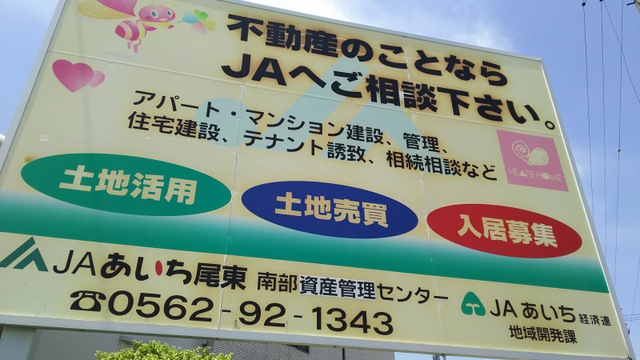 不動産のことなら
JAへご相談下さい。
アパート・マンション建設、管理、
住宅建設、テナント誘致、相続相談など
HEART HOME
土地活用
土地売買
入居募集
JAあいち尾東 南部資産管理センター
☎0562-92-1343
JAあいち経済連
地域開発課